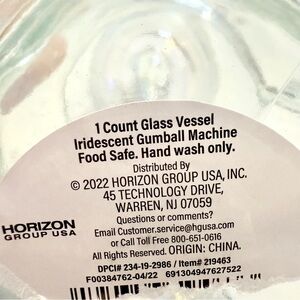 1 Count Glass Vessel
Iridescent Gumball Machine
Food Safe. Hand wash only.
Distributed By
© 2022 HORIZON GROUP USA, INC.
45 TECHNOLOGY DRIVE,
WARREN, NJ 07059
Questions or comments?
Email Customer.service@hgusa.com
or Call Toll Free 800-651-0616
All Rights Reserved. ORIGIN: CHINA.
DPCI# 234-19-2986 / Item# 219463
F00384762-04/22 691304947627522
HORIZON
GROUP USA